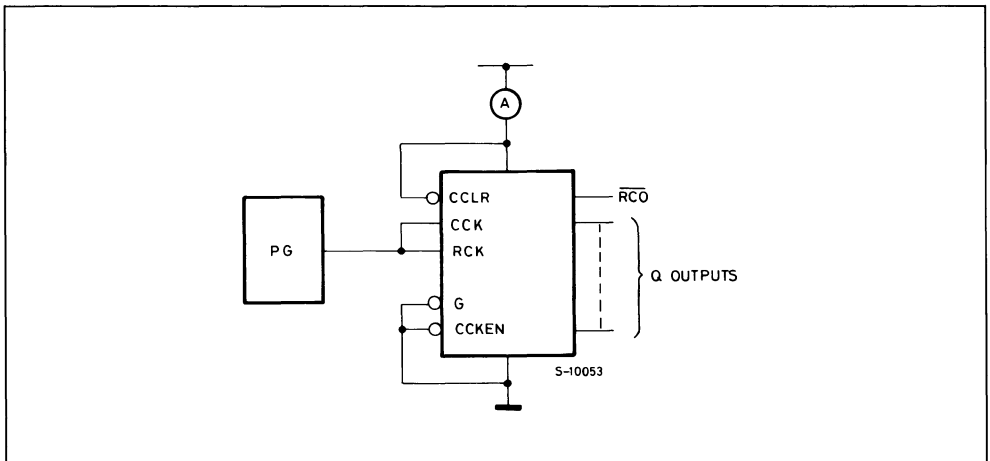 A
CCLR
CCK
RCK
PG
G
CCKEN
RCO
Q OUTPUTS
S-10053